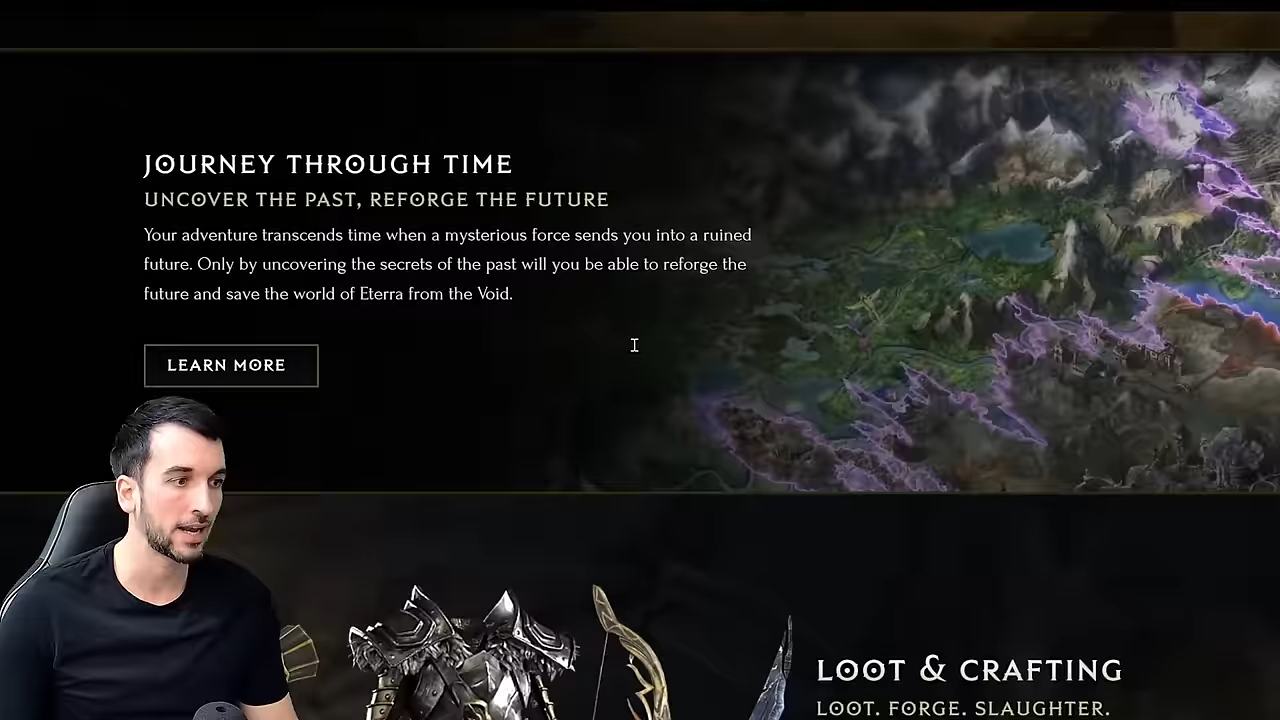 JOURNEY THROUGH TIME
UNCOVER THE PAST, REFORGE THE FUTURE
Your adventure transcends time when a mysterious force sends you into a ruined
future. Only by uncovering the secrets of the past will you be able to reforge the
future and save the world of Eterra from the Void.
LEARN MORE
LOOT & CRAFTING
LOOT. FORGE. SLAUGHTER.